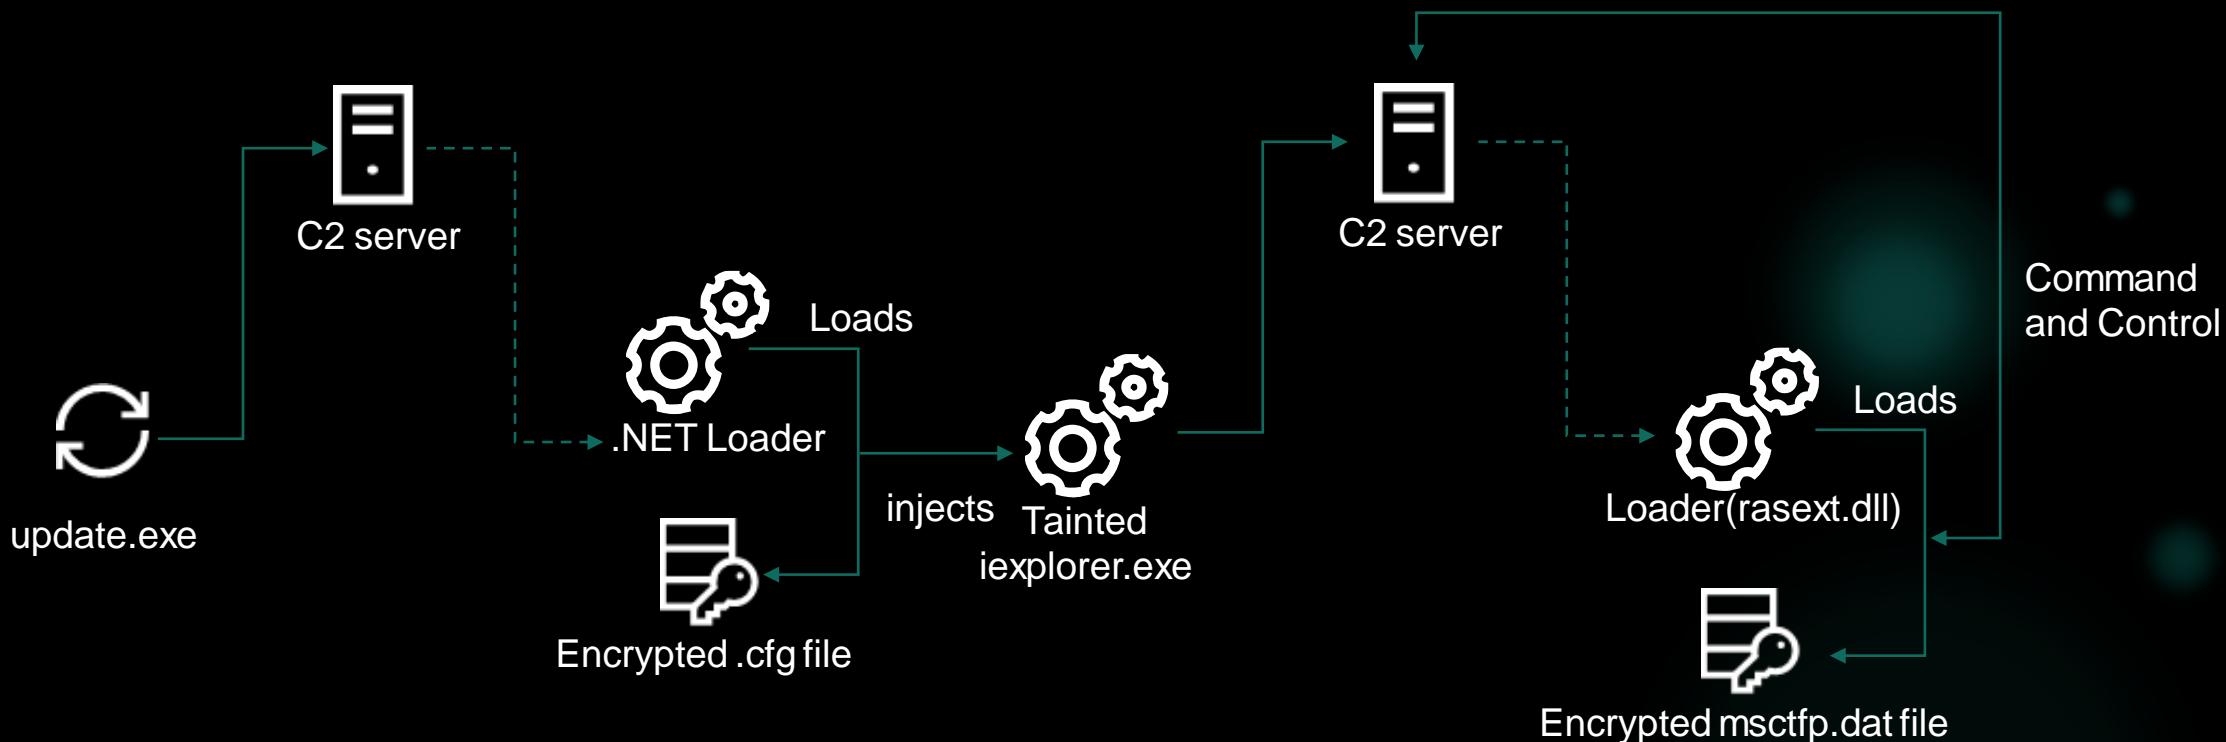 C2 server
C2 server
Command
and Control
Loads
.NET Loader
Loads
injects
Tainted
iexplorer.exe
Loader(rasext.dll)
update.exe
Encrypted .cfg file
Encrypted msctfp.dat file